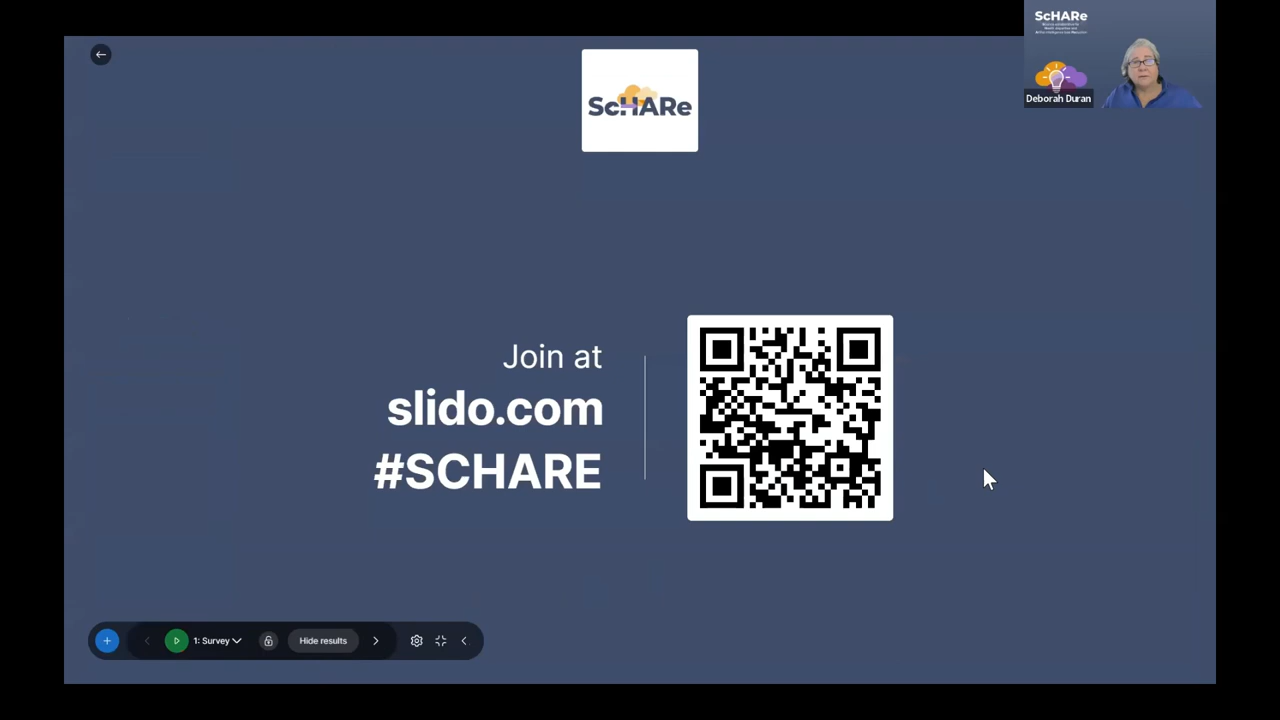 ScHARe
Deborah Duran
ScHARe
Join at
slido.com
#SCHARE
1: Survey
Hide results